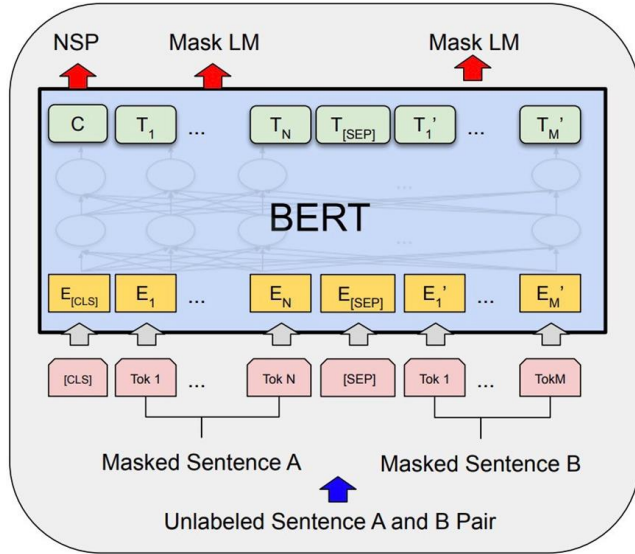 NSP Mask LM Mask LM
C T1 ... TN T[SEP] T1' ... TM'
...
BERT
...
E[CLS] E1 ... EN E[SEP] E1' ... EM'
[CLS] Tok 1 ... Tok N [SEP] Tok 1 ... TokM
Masked Sentence A Masked Sentence B
Unlabeled Sentence A and B Pair